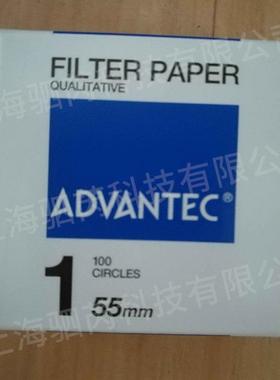 FILTER PAPER
QUALITATIVE
ADVANTEC®
1
100
CIRCLES
55mm